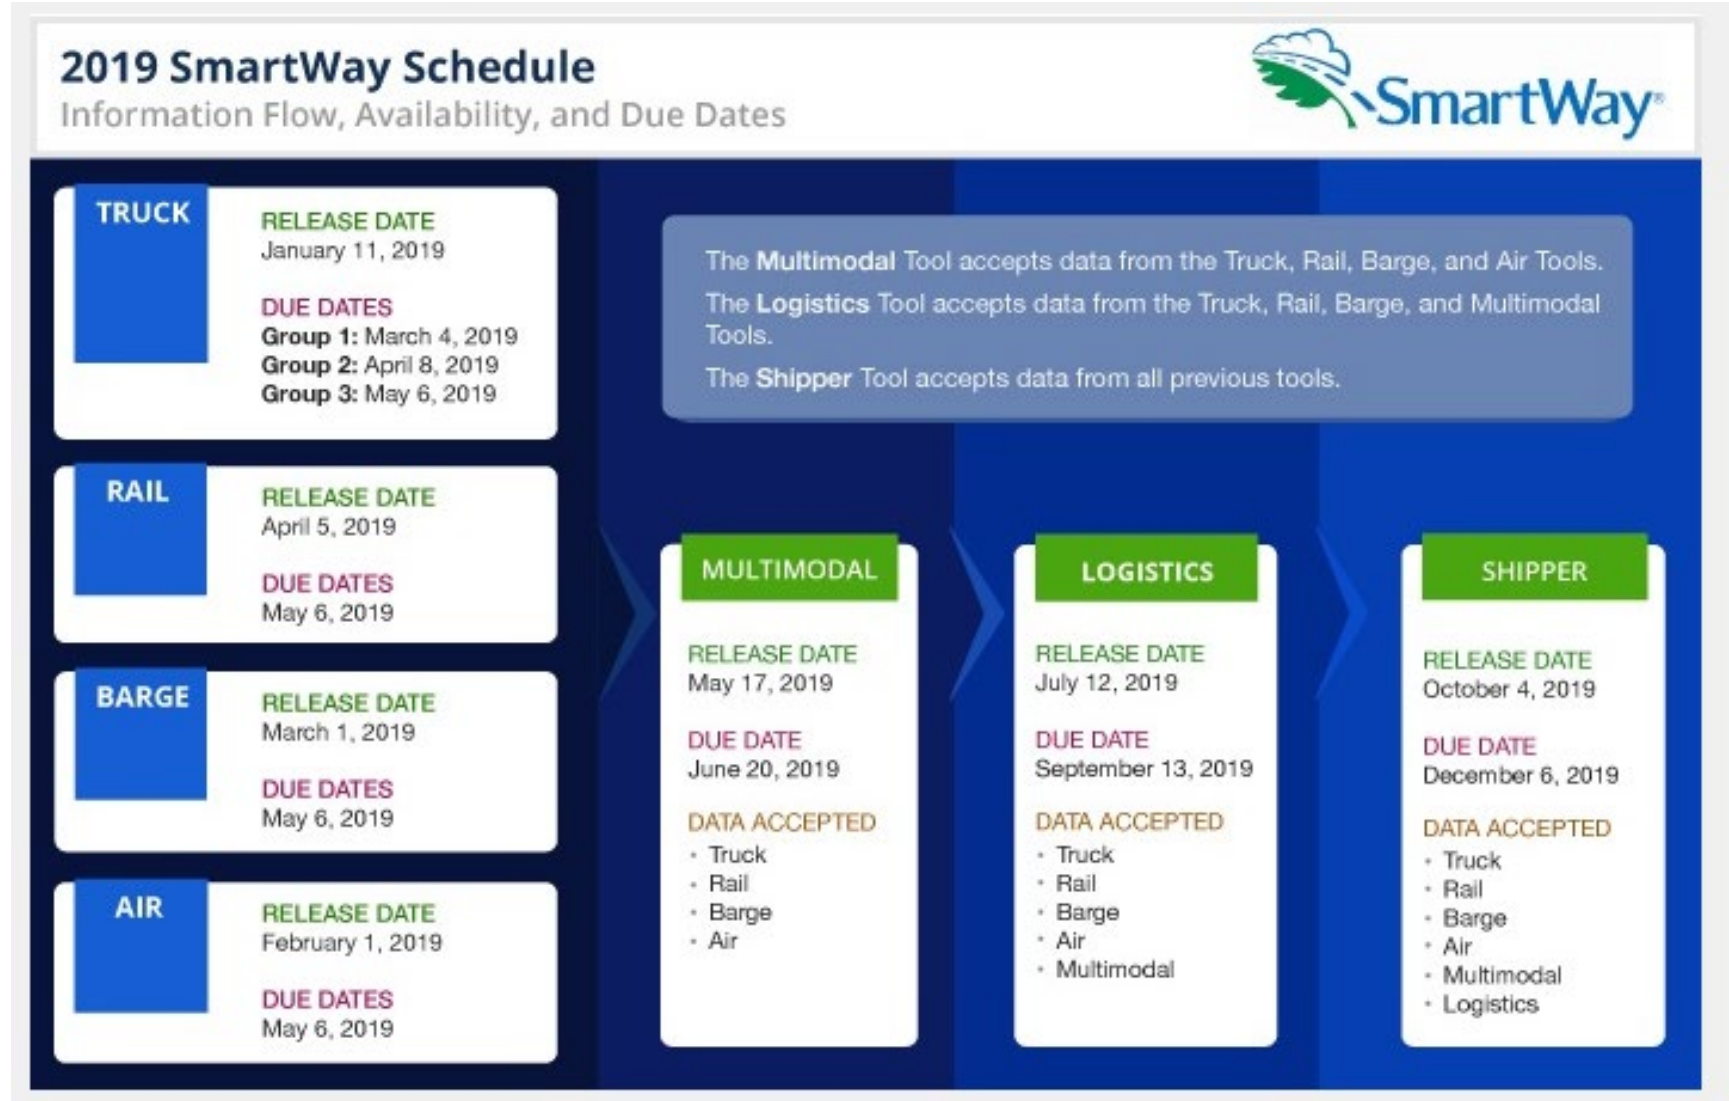 2019 SmartWay Schedule
Information Flow, Availability, and Due Dates
SmartWay®
TRUCK
RELEASE DATE
January 11, 2019
DUE DATES
Group 1: March 4, 2019
Group 2: April 8, 2019
Group 3: May 6, 2019
RAIL
RELEASE DATE
April 5, 2019
DUE DATES
May 6, 2019
BARGE
RELEASE DATE
March 1, 2019
DUE DATES
May 6, 2019
AIR
RELEASE DATE
February 1, 2019
DUE DATES
May 6, 2019
The Multimodal Tool accepts data from the Truck, Rail, Barge, and Air Tools.
The Logistics Tool accepts data from the Truck, Rail, Barge, and Multimodal
Tools.
The Shipper Tool accepts data from all previous tools.
MULTIMODAL
RELEASE DATE
May 17, 2019
DUE DATE
June 20, 2019
DATA ACCEPTED
· Truck
· Rail
· Barge
· Air
LOGISTICS
RELEASE DATE
July 12, 2019
DUE DATE
September 13, 2019
DATA ACCEPTED
· Truck
· Rail
· Barge
· Air
· Multimodal
SHIPPER
RELEASE DATE
October 4, 2019
DUE DATE
December 6, 2019
DATA ACCEPTED
· Truck
· Rail
· Barge
· Air
· Multimodal
· Logistics